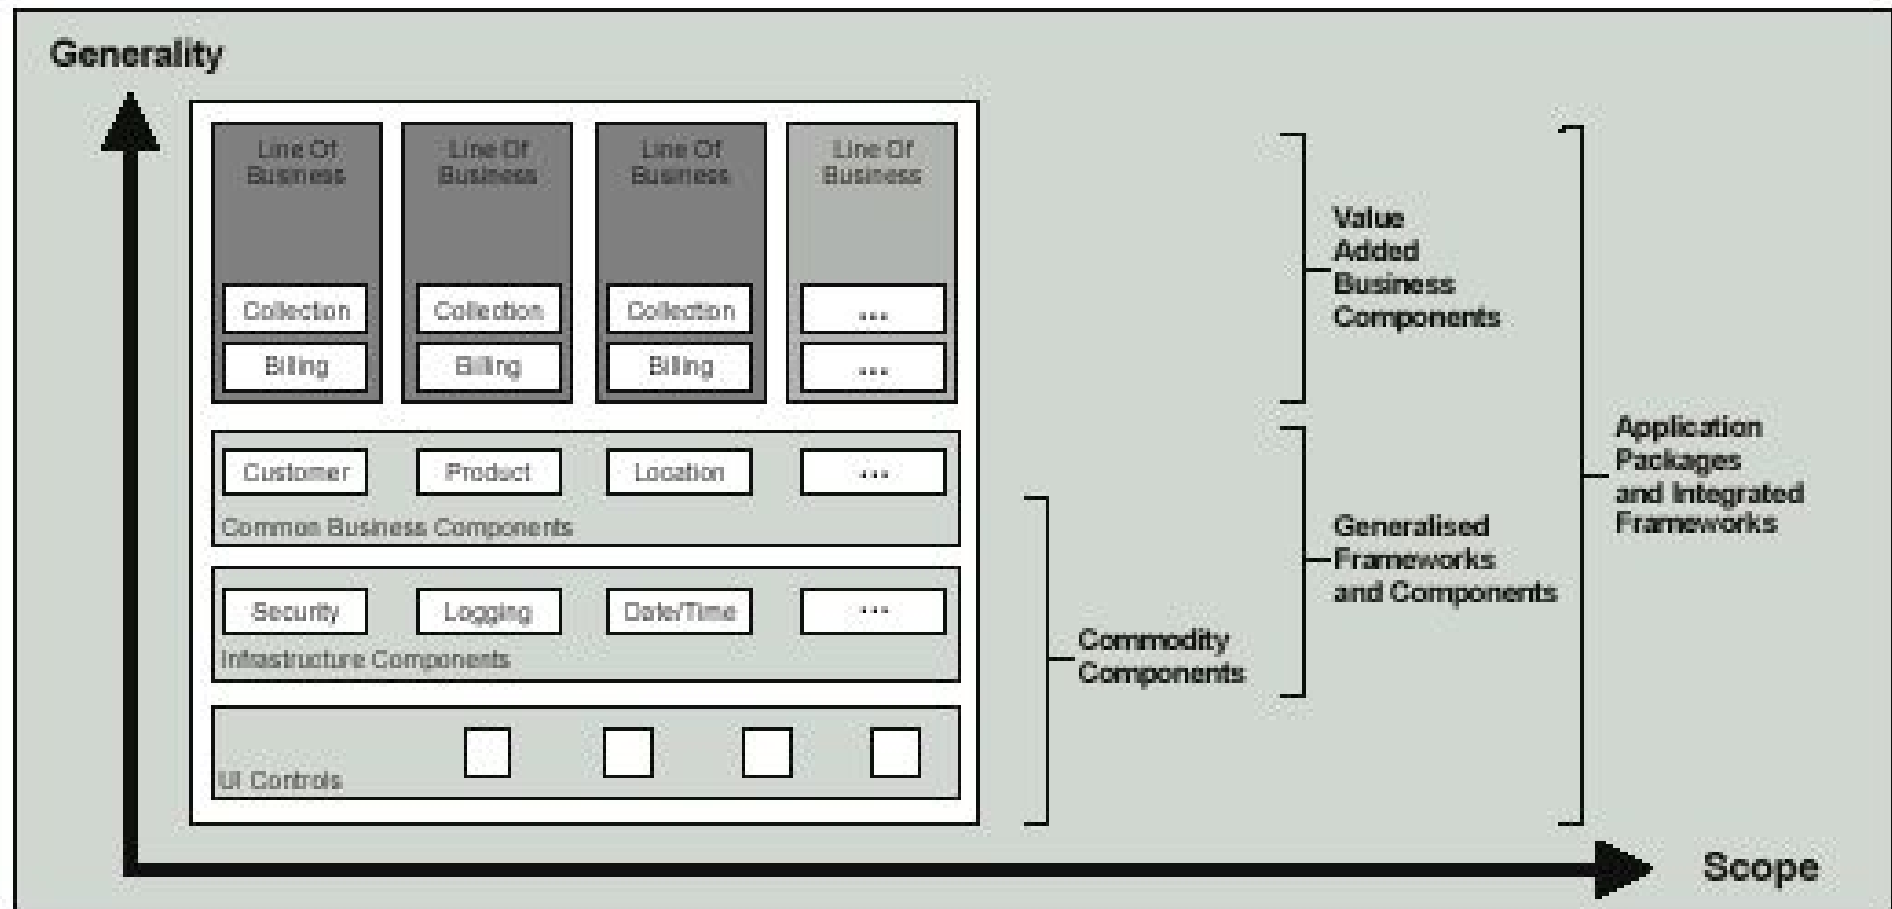 Generality
Line Of
Business
Line Of
Business
Line Of
Business
Line Of
Business
Collection
Collection
Collection
...
Billing
Billing
Billing
...
Customer
Product
Location
...
Common Business Components
Security
Logging
Date/Time
...
Infrastructure Components
UI Controls
Commodity
Components
Value
Added
Business
Components
Generalised
Frameworks
and Components
Application
Packages
and Integrated
Frameworks
Scope